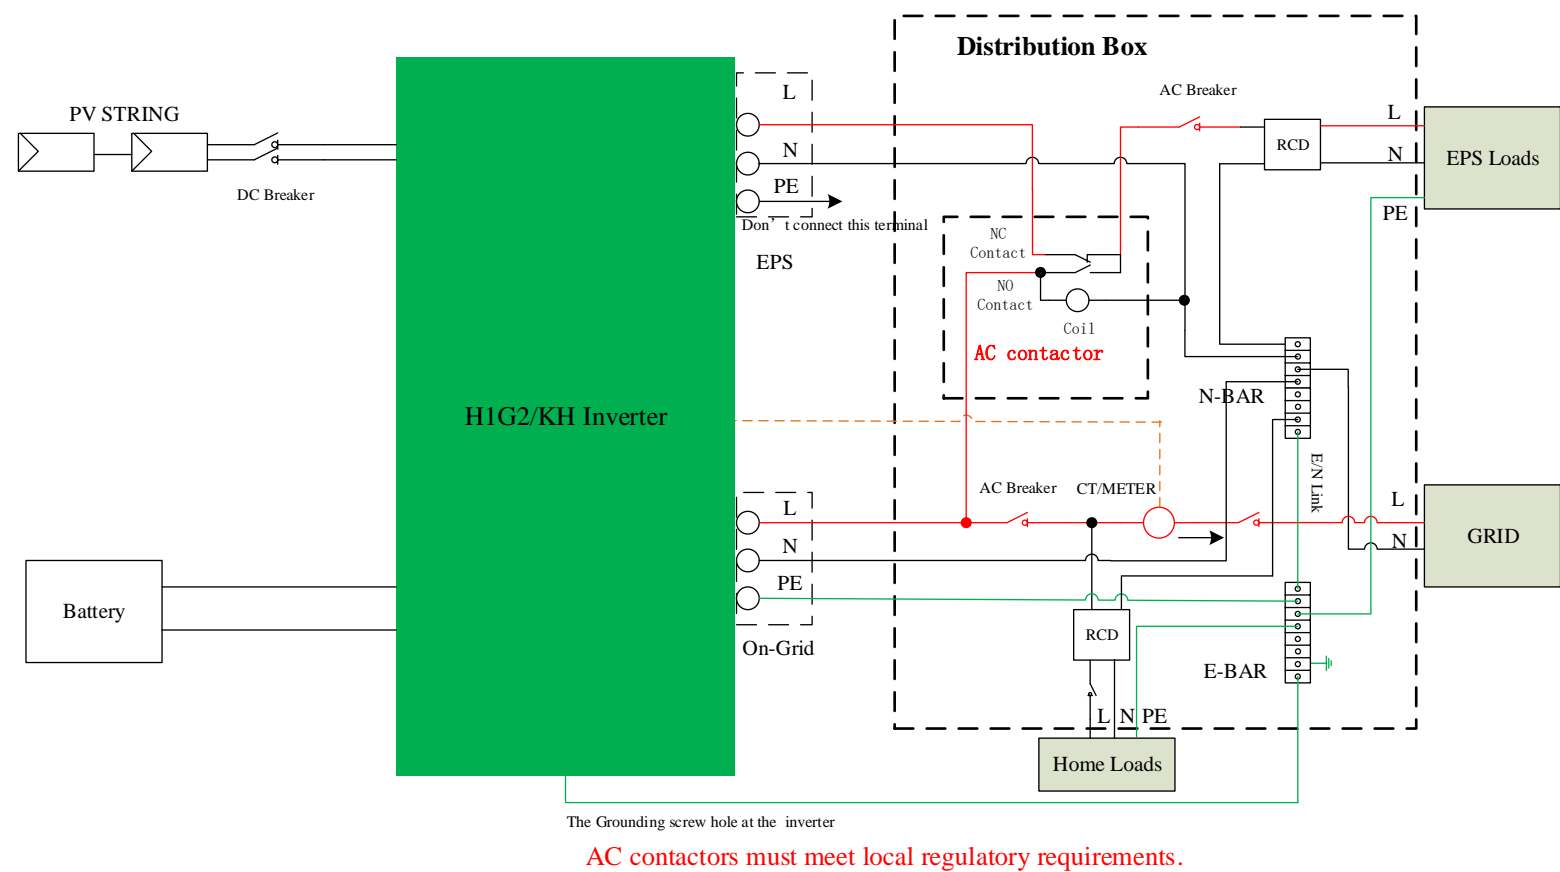 Distribution Box
AC Breaker
PV STRING
L
L
RCD
EPS Loads
N
N
DC Breaker
PE
PE
Don’t connect this terminal
NC
Contact
EPS
NO
Contact
Coil
AC contactor
N-BAR
H1G2/KH Inverter
E/N Link
AC Breaker
CT/METER
L
L
N
N
GRID
PE
Battery
RCD
On-Grid
E-BAR
L N PE
Home Loads
The Grounding screw hole at the inverter
AC contactors must meet local regulatory requirements.